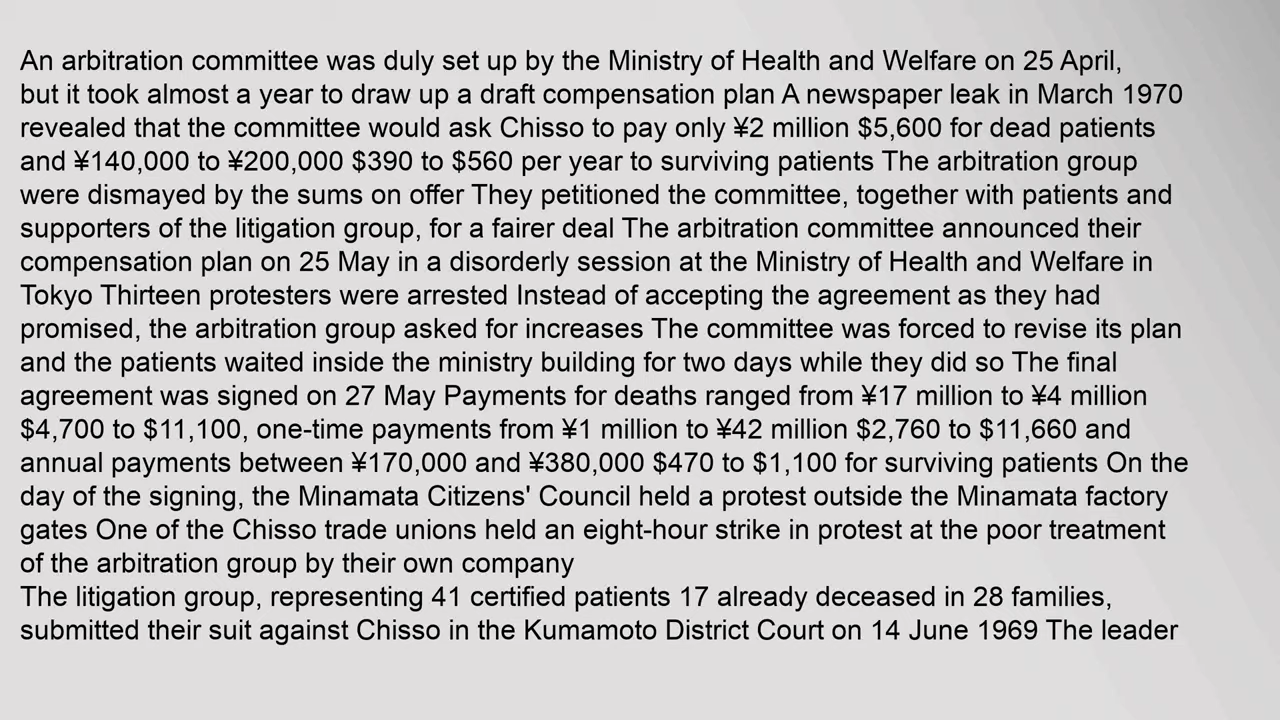 An arbitration committee was duly set up by the Ministry of Health and Welfare on 25 April,
but it took almost a year to draw up a draft compensation plan A newspaper leak in March 1970
revealed that the committee would ask Chisso to pay only ¥2 million $5,600 for dead patients
and ¥140,000 to ¥200,000 $390 to $560 per year to surviving patients The arbitration group
were dismayed by the sums on offer They petitioned the committee, together with patients and
supporters of the litigation group, for a fairer deal The arbitration committee announced their
compensation plan on 25 May in a disorderly session at the Ministry of Health and Welfare in
Tokyo Thirteen protesters were arrested Instead of accepting the agreement as they had
promised, the arbitration group asked for increases The committee was forced to revise its plan
and the patients waited inside the ministry building for two days while they did so The final
agreement was signed on 27 May Payments for deaths ranged from ¥17 million to ¥4 million
$4,700 to $11,100, one-time payments from ¥1 million to ¥42 million $2,760 to $11,660 and
annual payments between ¥170,000 and ¥380,000 $470 to $1,100 for surviving patients On the
day of the signing, the Minamata Citizens' Council held a protest outside the Minamata factory
gates One of the Chisso trade unions held an eight-hour strike in protest at the poor treatment
of the arbitration group by their own company
The litigation group, representing 41 certified patients 17 already deceased in 28 families,
submitted their suit against Chisso in the Kumamoto District Court on 14 June 1969 The leader